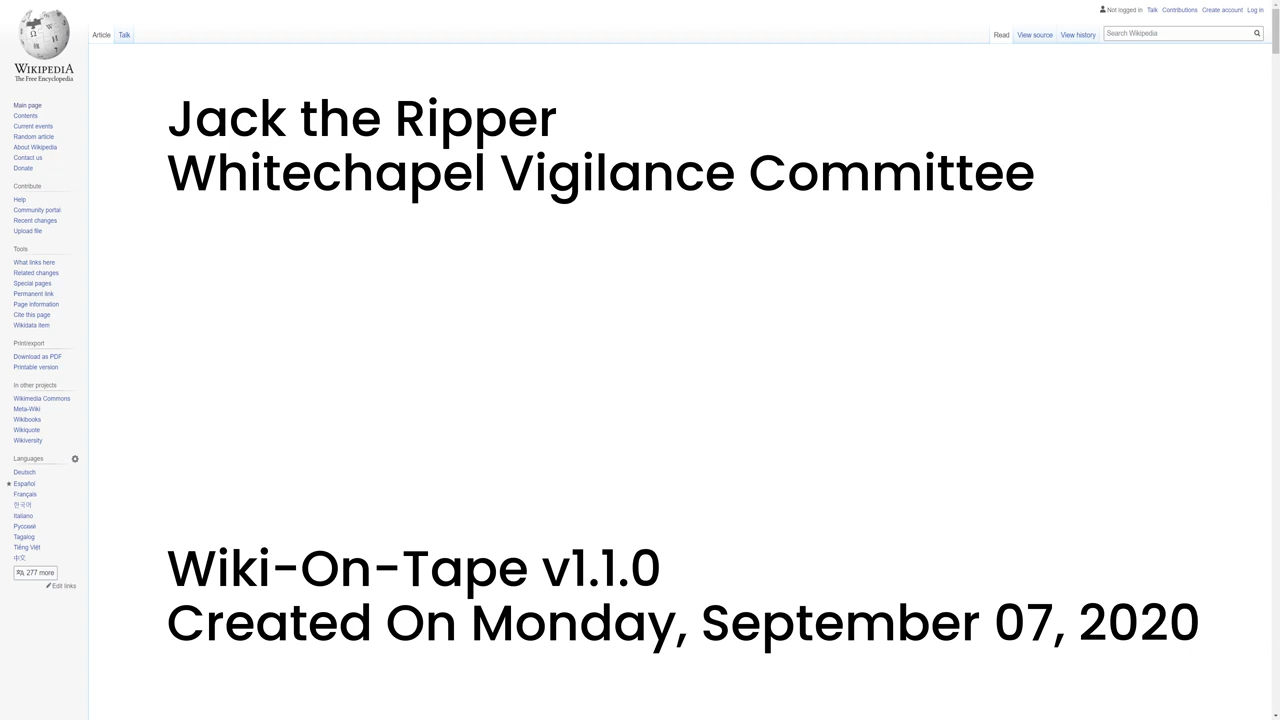 Not logged in Talk Contributions Create account Log in
Article Talk Read View source View history Search Wikipedia
WIKIPEDIA
The Free Encyclopedia
Main page
Contents
Current events
Random article
About Wikipedia
Contact us
Donate
Contribute
Help
Community portal
Recent changes
Upload file
Tools
What links here
Related changes
Special pages
Permanent link
Page information
Cite this page
Wikidata item
Print/export
Download as PDF
Printable version
In other projects
Wikimedia Commons
Meta-Wiki
Wikibooks
Wikiquote
Wikiversity
Languages
Deutsch
Español
Français
한국어
Italiano
Русский
Tagalog
Tiếng Việt
中文
277 more
Edit links
Jack the Ripper
Whitechapel Vigilance Committee
Wiki-On-Tape v1.1.0
Created On Monday, September 07, 2020